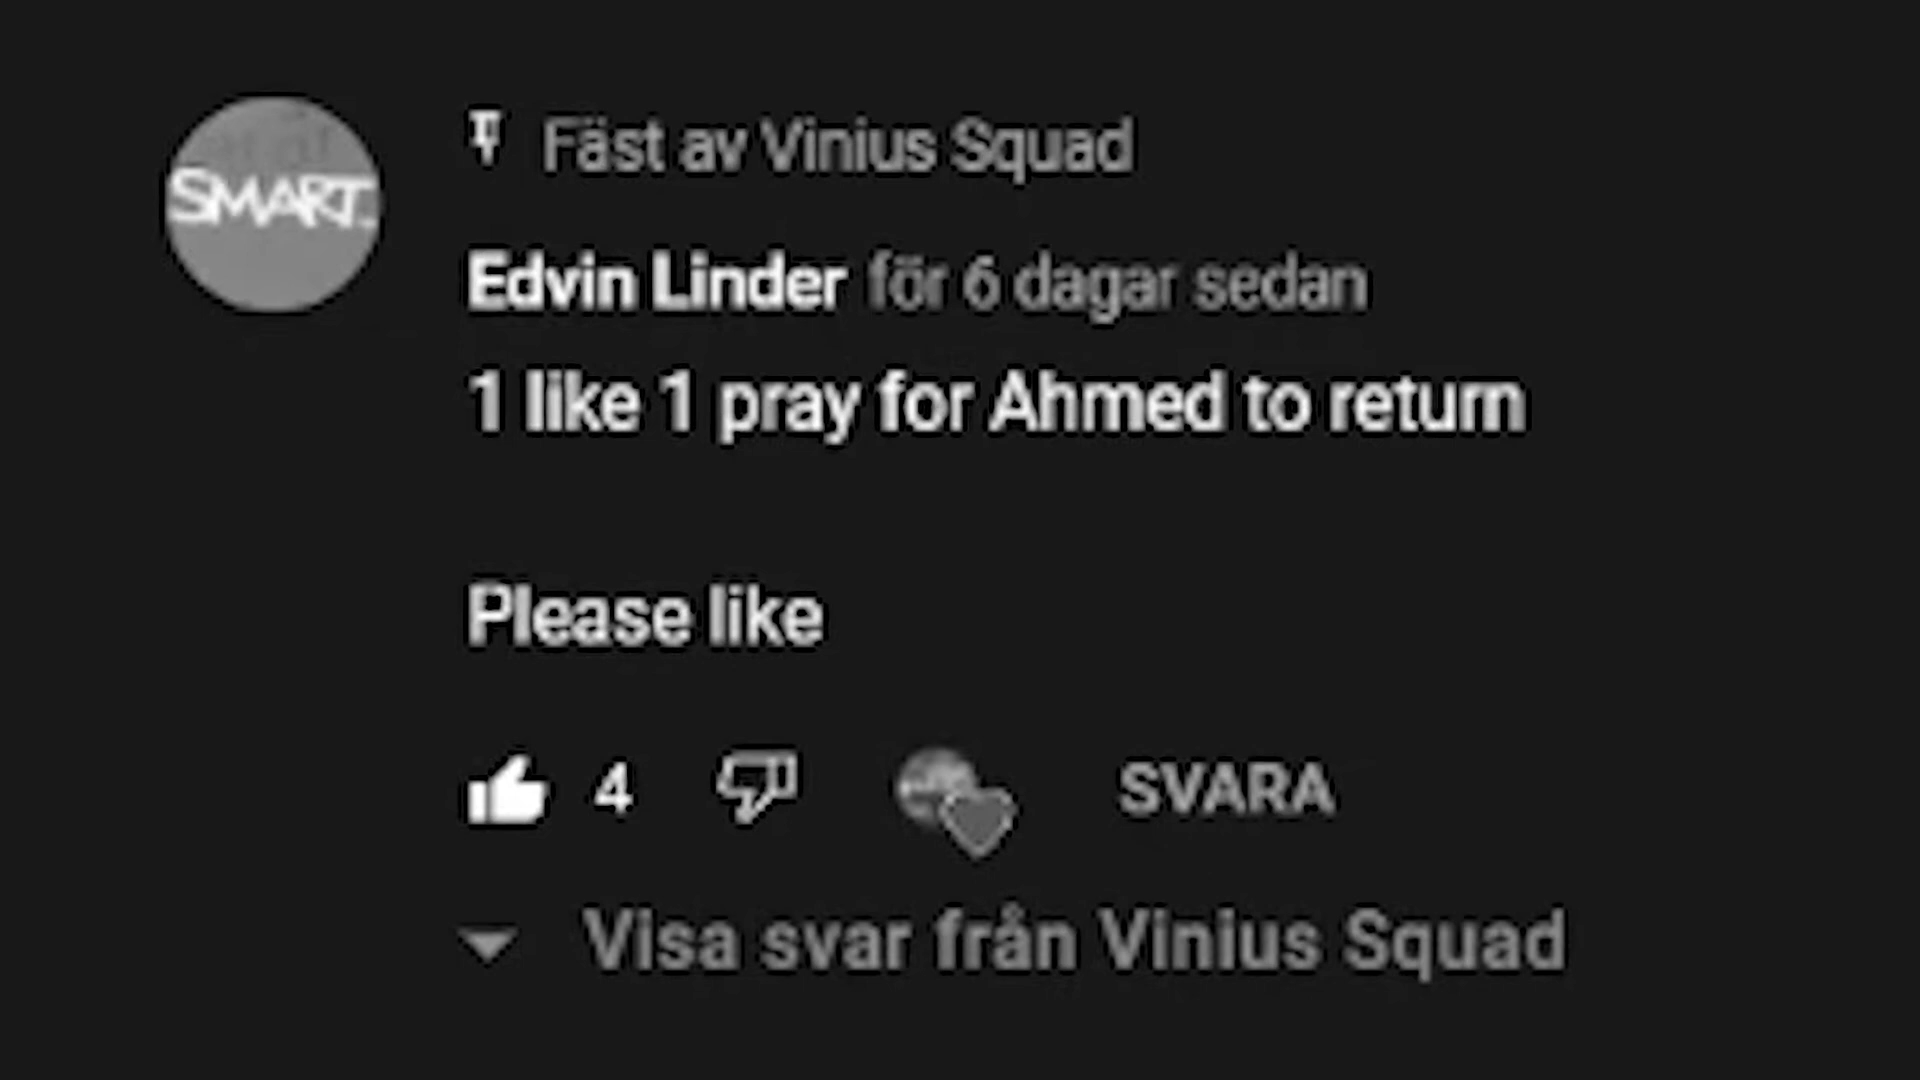 SMART
Fäst av Vinius Squad
Edvin Linder för 6 dagar sedan
1 like 1 pray for Ahmed to return
Please like
4
SVARA
Visa svar från Vinius Squad